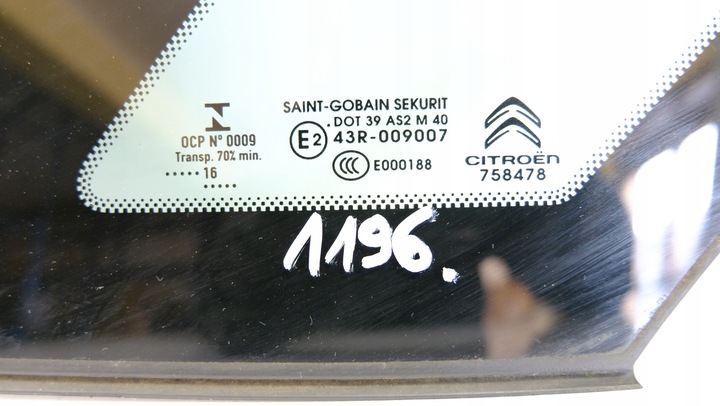 OCP N° 0009
Transp. 70% min.
..... 16
.....
SAINT-GOBAIN SEKURIT
.DOT 39 AS2 M 40
E2 43R-009007
CCC E000188
CITROËN
758478
1196.